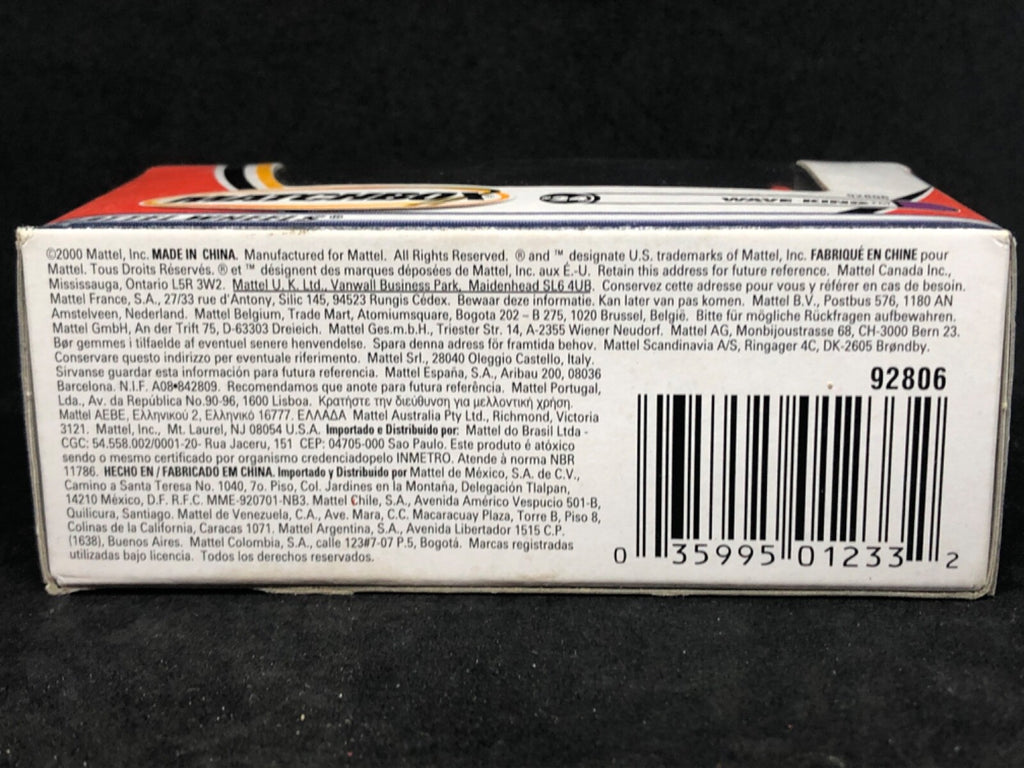 MATCHBOX
92806
WAVE KING™
©2000 Mattel, Inc. MADE IN CHINA. Manufactured for Mattel. All Rights Reserved. ® and ™ designate U.S. trademarks of Mattel, Inc. FABRIQUÉ EN CHINE pour
Mattel. Tous Droits Réservés. ® et ™ désignent des marques déposées de Mattel, Inc. aux É.-U. Retain this address for future reference. Mattel Canada Inc.,
Mississauga, Ontario L5R 3W2. Mattel U.K. Ltd., Vanwall Business Park, Maidenhead SL6 4UB. Conservez cette adresse pour vous y référer en cas de besoin.
Mattel France, S.A., 27/33 rue d'Antony, Silic 145, 94523 Rungis Cédex. Bewaar deze informatie. Kan later van pas komen. Mattel B.V., Postbus 576, 1180 AN
Amstelveen, Nederland. Mattel Belgium, Trade Mart, Atomiumsquare, Bogota 202 – B 275, 1020 Brussel, België. Bitte für mögliche Rückfragen aufbewahren.
Mattel GmbH, An der Trift 75, D-63303 Dreieich. Mattel Ges.m.b.H., Triester Str. 14, A-2355 Wiener Neudorf. Mattel AG, Monbijoustrasse 68, CH-3000 Bern 23.
Bør gemmes i tilfaelde af eventuel senere henvendelse. Spara denna adress för framtida behov. Mattel Scandinavia A/S, Ringager 4C, DK-2605 Brøndby.
Conservare questo indirizzo per eventuale riferimento. Mattel Srl., 28040 Oleggio Castello, Italy.
Sirvanse guardar esta información para futura referencia. Mattel España, S.A., Aribau 200, 08036
Barcelona. N.I.F. A08•842809. Recomendamos que anote para futura referência. Mattel Portugal,
Lda., Av. da República No.90-96, 1600 Lisboa. Κρατήστε την διεύθυνση για μελλοντική χρήση.
Mattel AEBE, Ελληνικού 2, Ελληνικό 16777. ΕΛΛΑΔΑ Mattel Australia Pty Ltd., Richmond, Victoria
3121. Mattel, Inc., Mt. Laurel, NJ 08054 U.S.A. Importado e Distribuido por: Mattel do Brasil Ltda -
CGC: 54.558.002/0001-20- Rua Jaceru, 151 CEP: 04705-000 Sao Paulo. Este produto é atóxico
sendo o mesmo certificado por organismo credenciadopelo INMETRO. Atende à norma NBR
11786. HECHO EN / FABRICADO EM CHINA. Importado y Distribuido por Mattel de México, S.A. de C.V.,
Camino a Santa Teresa No. 1040, 7o. Piso, Col. Jardines en la Montaña, Delegación Tlalpan,
14210 México, D.F. R.F.C. MME-920701-NB3. Mattel Chile, S.A., Avenida Américo Vespucio 501-B,
Quilicura, Santiago. Mattel de Venezuela, C.A., Ave. Mara, C.C. Macaracuay Plaza, Torre B, Piso 8,
Colinas de la California, Caracas 1071. Mattel Argentina, S.A., Avenida Libertador 1515 C.P.
(1638), Buenos Aires. Mattel Colombia, S.A., calle 123#7-07 P.5, Bogotá. Marcas registradas
utilizadas bajo licencia. Todos los derechos reservados.
92806
0 35995 01233 2